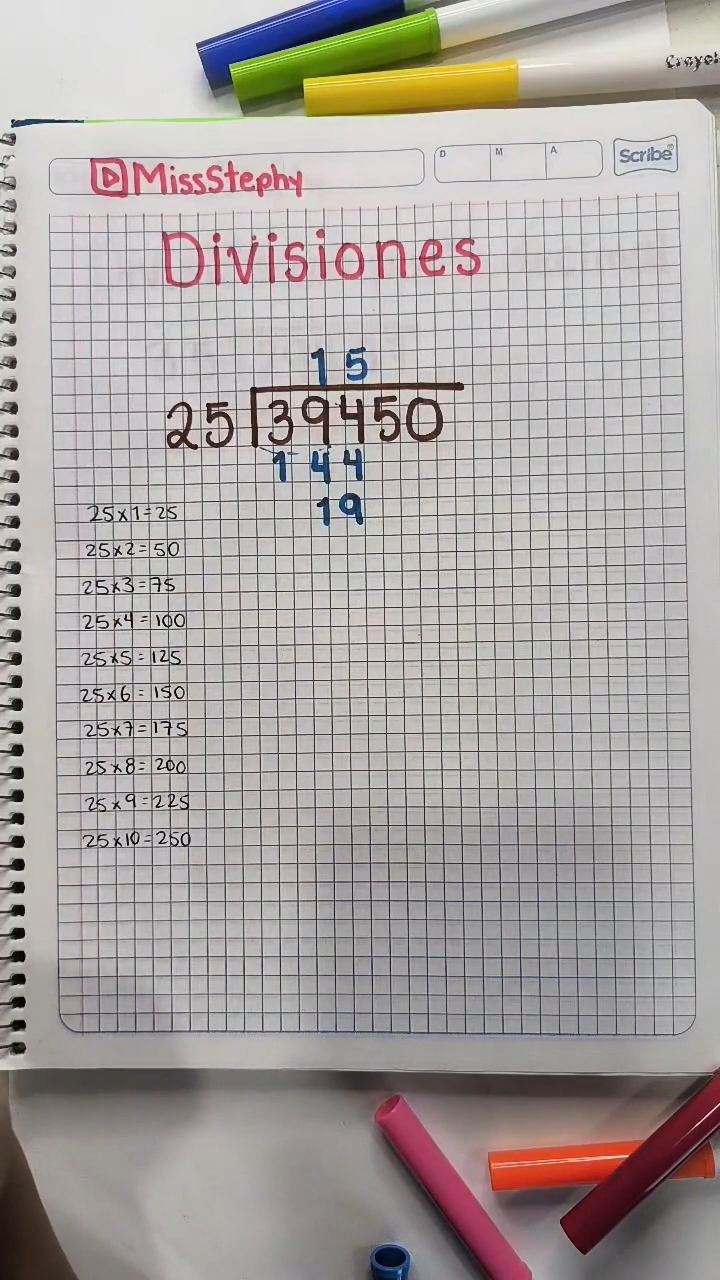 Crayol
D M A
Scribe®
MissStephy
Divisiones
15
25 39450
144
19
25x1=25
25x2=50
25x3=75
25x4=100
25x5=125
25x6=150
25x7=175
25x8=200
25x9=225
25x10=250